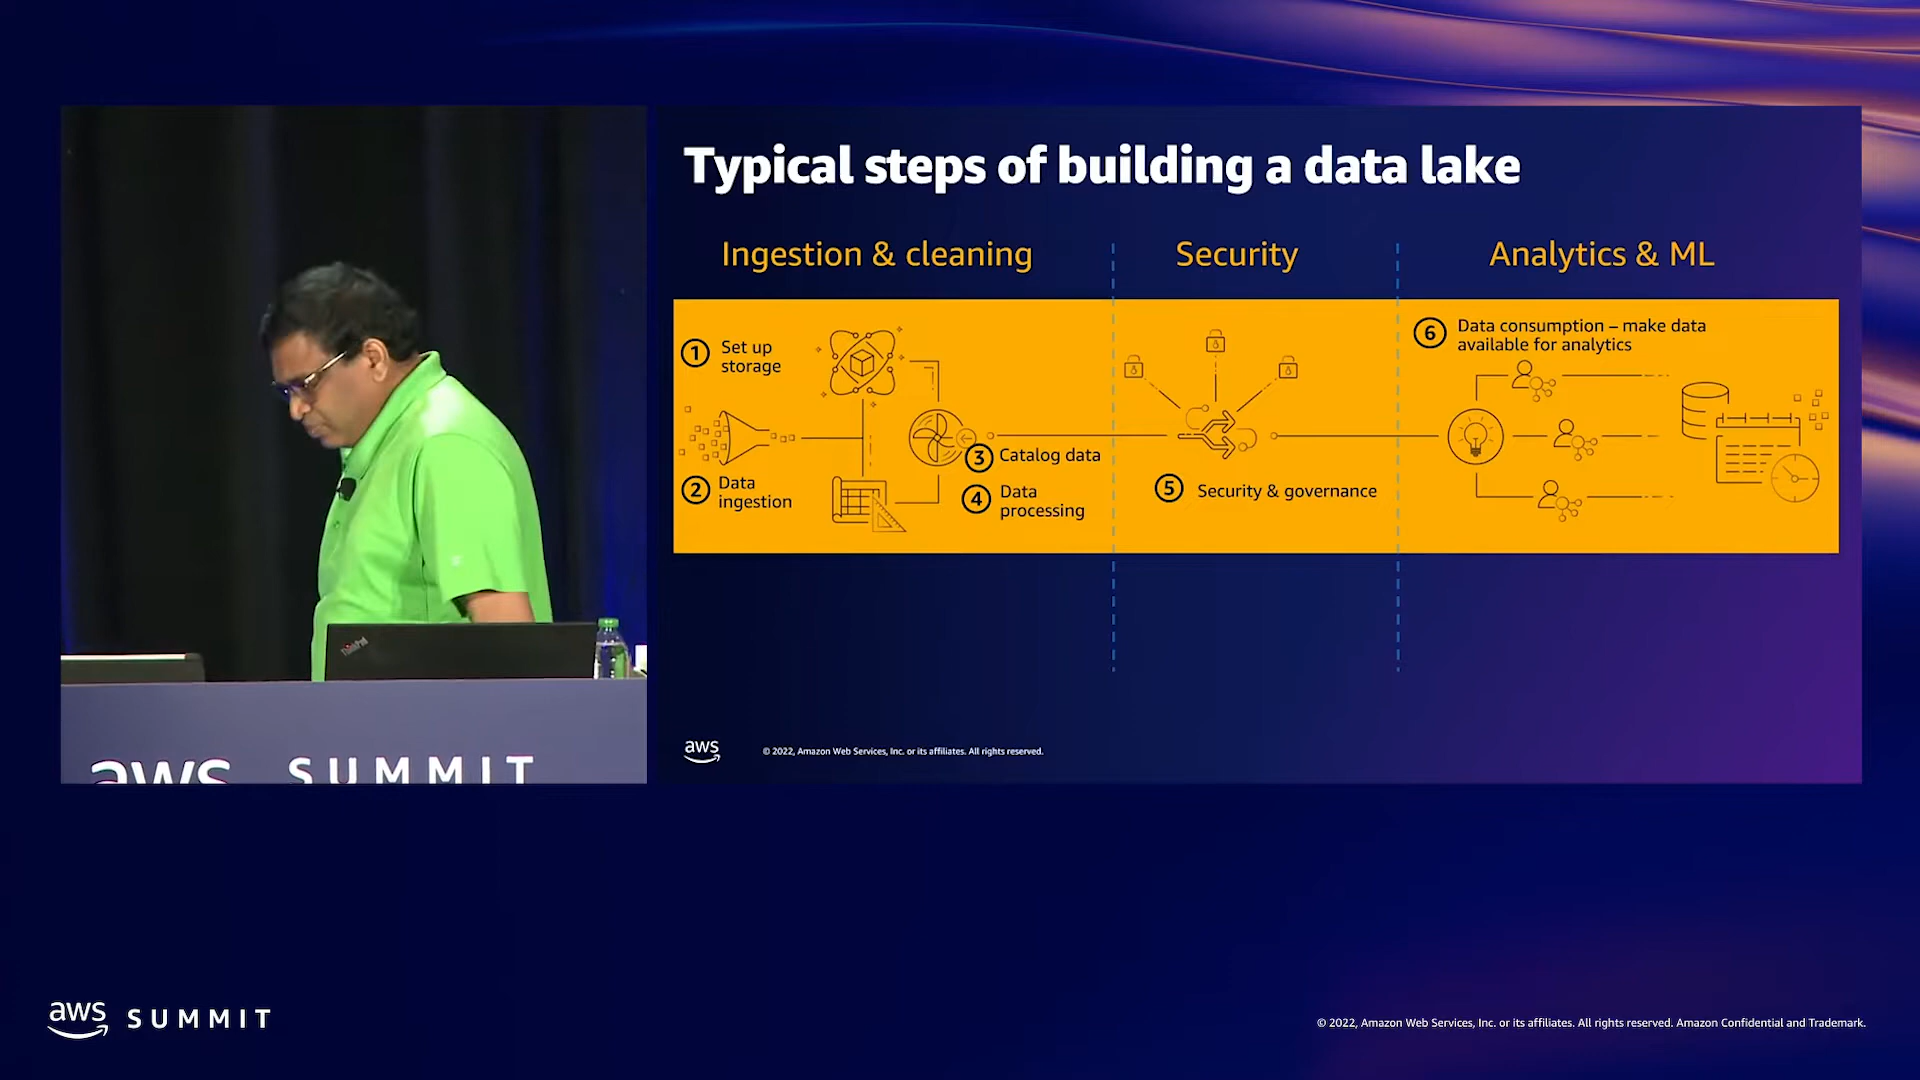 Typical steps of building a data lake
Ingestion & cleaning
Security
Analytics & ML
1 Set up
storage
2 Data
ingestion
3 Catalog data
4 Data
processing
5 Security & governance
6 Data consumption – make data
available for analytics
aws
© 2022, Amazon Web Services, Inc. or its affiliates. All rights reserved.
ThinkPad
aws SUMMIT
aws SUMMIT
© 2022, Amazon Web Services, Inc. or its affiliates. All rights reserved. Amazon Confidential and Trademark.